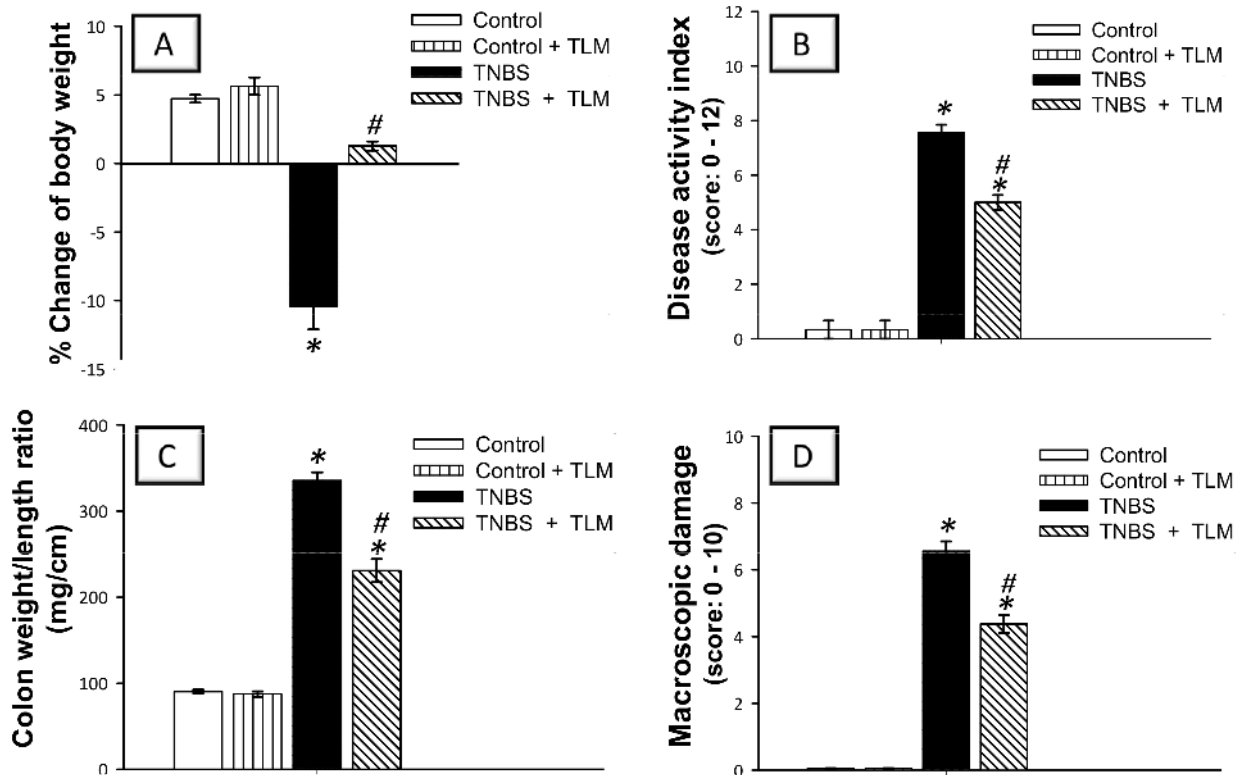 A
% Change of body weight
10
5
0
-5
-10
-15
Control
Control + TLM
TNBS
TNBS + TLM
*
#
B
Disease activity index
(score: 0 - 12)
12
10
8
6
4
2
0
Control
Control + TLM
TNBS
TNBS + TLM
*
#
*
C
Colon weight/length ratio
(mg/cm)
400
300
200
100
0
Control
Control + TLM
TNBS
TNBS + TLM
*
#
*
D
Macroscopic damage
(score: 0 - 10)
10
8
6
4
2
0
Control
Control + TLM
TNBS
TNBS + TLM
*
#
*